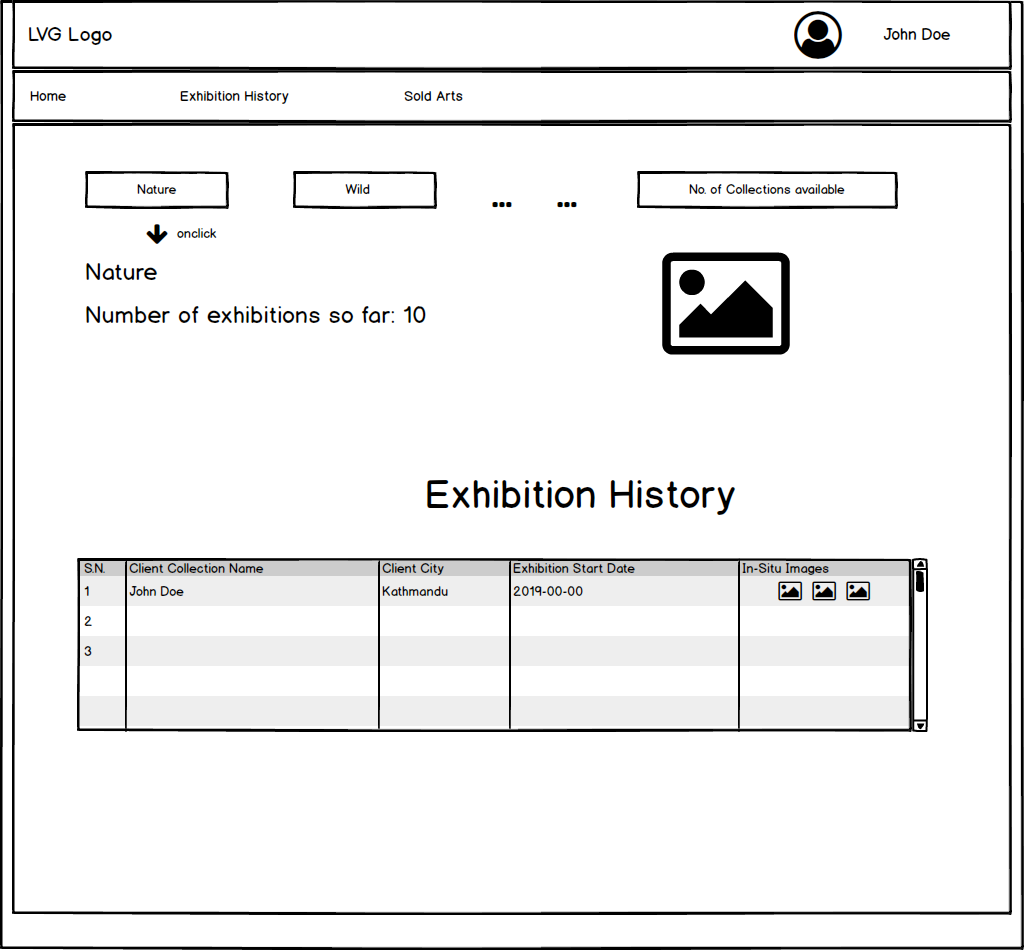 LVG Logo
John Doe
Home
Exhibition History
Sold Arts
Nature
Wild
...
...
No. of Collections available
onclick
Nature
Number of exhibitions so far: 10
Exhibition History
S.N. Client Collection Name Client City Exhibition Start Date In-Situ Images
1 John Doe Kathmandu 2019-00-00
2
3